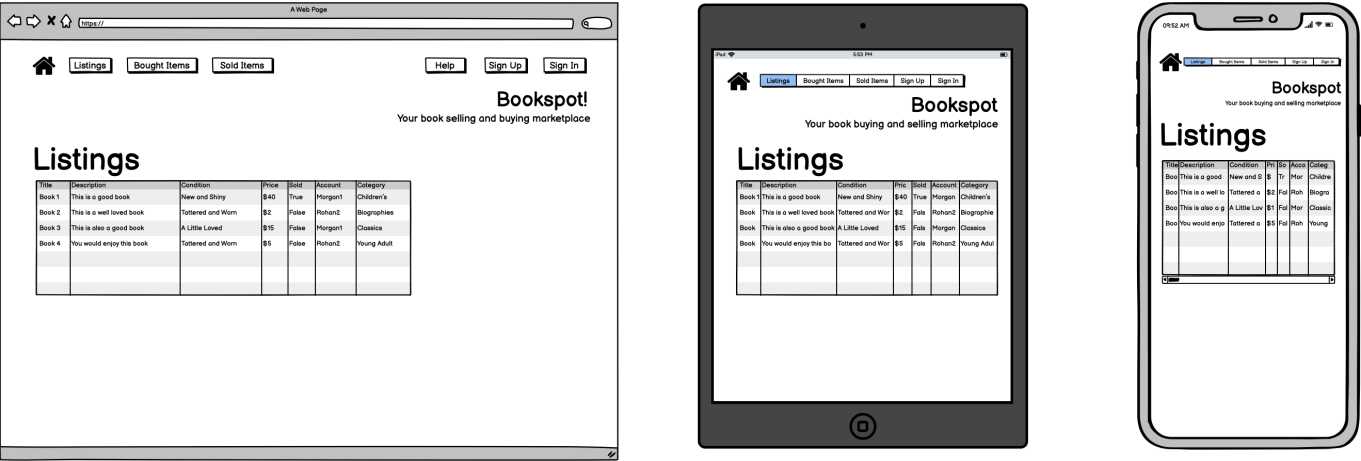 A Web Page
https://
Listings Bought Items Sold Items Help Sign Up Sign In
Bookspot!
Your book selling and buying marketplace
Listings
Title Description Condition Price Sold Account Category
Book 1 This is a good book New and Shiny $40 True Morgan1 Children's
Book 2 This is a well loved book Tattered and Worn $2 False Rohan2 Biographies
Book 3 This is also a good book A Little Loved $15 False Morgan1 Classics
Book 4 You would enjoy this book Tattered and Worn $5 False Rohan2 Young Adult
iPad 5:53 PM
Listings Bought Items Sold Items Sign Up Sign In
Bookspot
Your book buying and selling marketplace
Listings
Title Description Condition Pric Sold Account Category
Book 1 This is a good book New and Shiny $40 True Morgan Children's
Book This is a well loved book Tattered and Wor $2 Fals Rohan2 Biographie
Book This is also a good book A Little Loved $15 Fals Morgan Classics
Book You would enjoy this bo Tattered and Wor $5 Fals Rohan2 Young Adul
09:52 AM
Listings Bought Items Sold Items Sign Up Sign In
Bookspot
Your book buying and selling marketplace
Listings
Title Description Condition Pri So Acco Categ
Boo This is a good New and S $ Tr Mor Childre
Boo This is a well lo Tattered a $2 Fal Roh Biogra
Boo This is also a g A Little Lov $1 Fal Mor Classic
Boo You would enjo Tattered a $5 Fal Roh Young